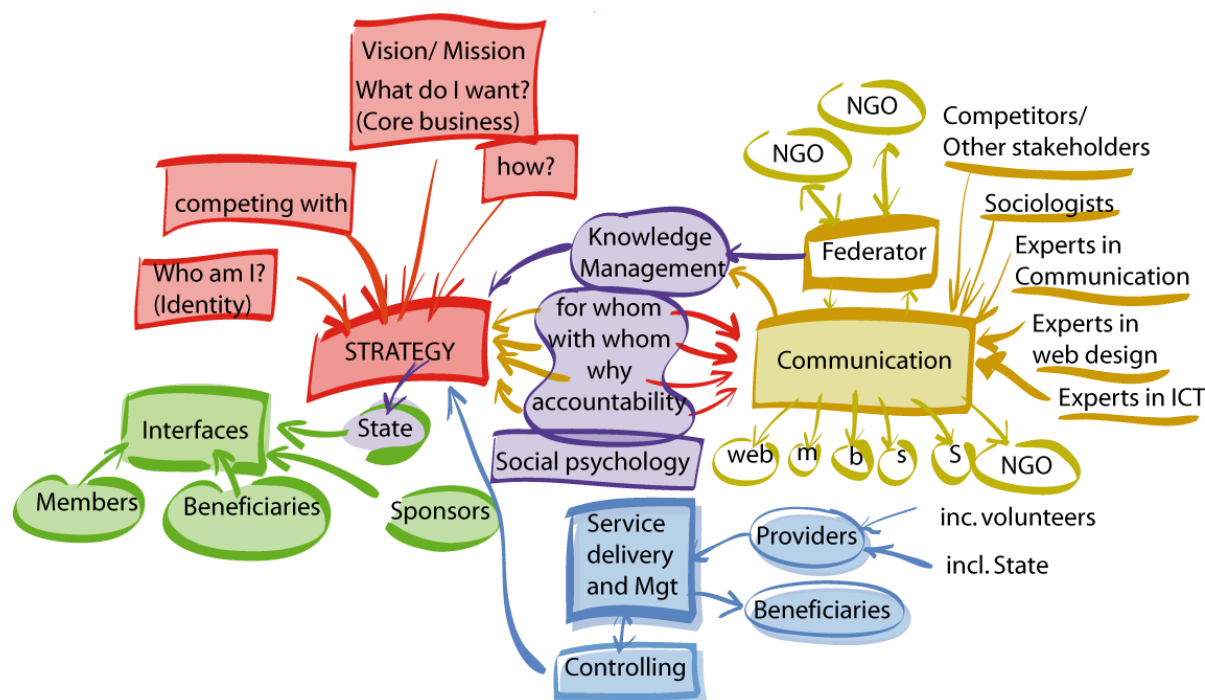 Vision/ Mission
What do I want?
(Core business)
how?
competing with
Who am I?
(Identity)
STRATEGY
Knowledge
Management
for whom
with whom
why
accountability
Social psychology
NGO
NGO
Federator
Competitors/
Other stakeholders
Sociologists
Experts in
Communication
Experts in
web design
Experts in ICT
Communication
web
m
b
s
S
NGO
Interfaces
State
Members
Beneficiaries
Sponsors
Service
delivery
and Mgt
Providers
inc. volunteers
incl. State
Beneficiaries
Controlling